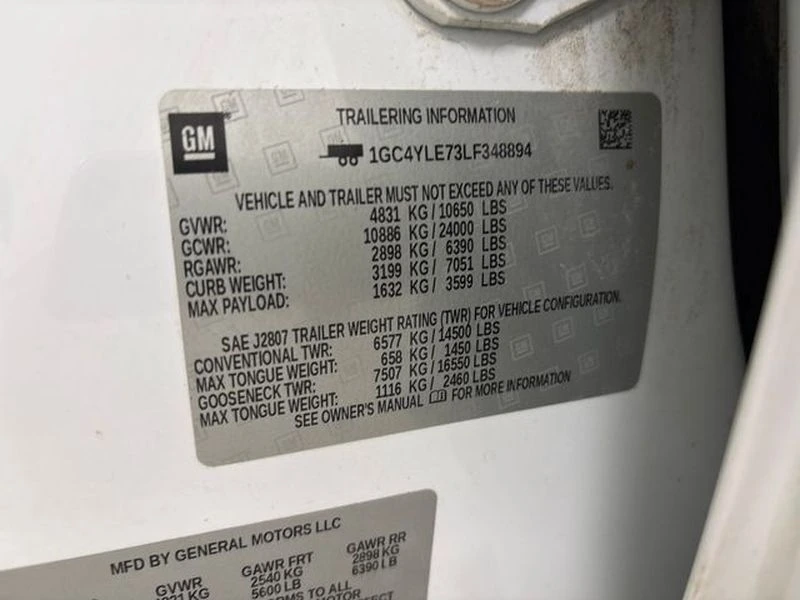 GM
TRAILERING INFORMATION
1GC4YLE73LF348894
VEHICLE AND TRAILER MUST NOT EXCEED ANY OF THESE VALUES.
GVWR: 4831 KG / 10650 LBS
GCWR: 10886 KG / 24000 LBS
RGAWR: 2898 KG / 6390 LBS
CURB WEIGHT: 3199 KG / 7051 LBS
MAX PAYLOAD: 1632 KG / 3599 LBS
SAE J2807 TRAILER WEIGHT RATING (TWR) FOR VEHICLE CONFIGURATION.
CONVENTIONAL TWR: 6577 KG / 14500 LBS
MAX TONGUE WEIGHT: 658 KG / 1450 LBS
GOOSENECK TWR: 7507 KG / 16550 LBS
MAX TONGUE WEIGHT: 1116 KG / 2460 LBS
SEE OWNER'S MANUAL FOR MORE INFORMATION
MFD BY GENERAL MOTORS LLC
GVWR GAWR FRT GAWR RR
2540 KG 2898 KG
5600 LB 6390 LB
TO ALL